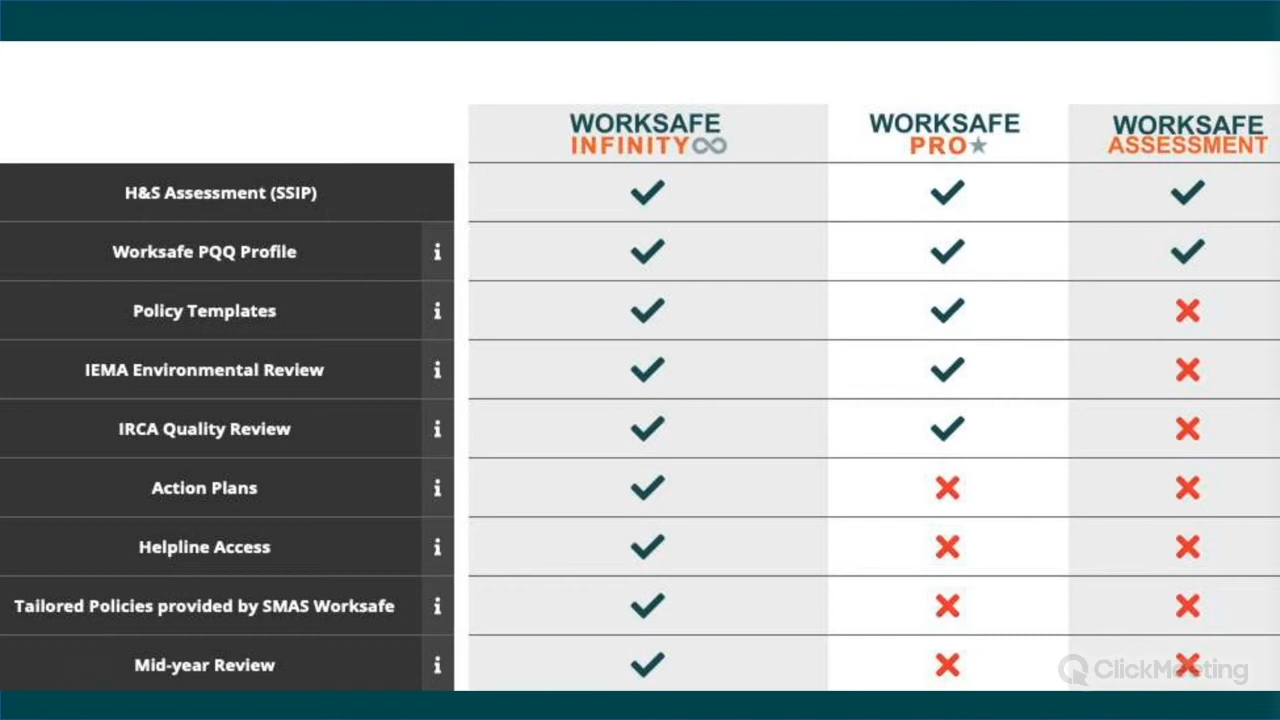 WORKSAFE
INFINITY
WORKSAFE
PRO
WORKSAFE
ASSESSMENT
H&S Assessment (SSIP)
Worksafe PQQ Profile
i
Policy Templates
i
IEMA Environmental Review
i
IRCA Quality Review
i
Action Plans
i
Helpline Access
i
Tailored Policies provided by SMAS Worksafe
i
Mid-year Review
i
ClickMeeting